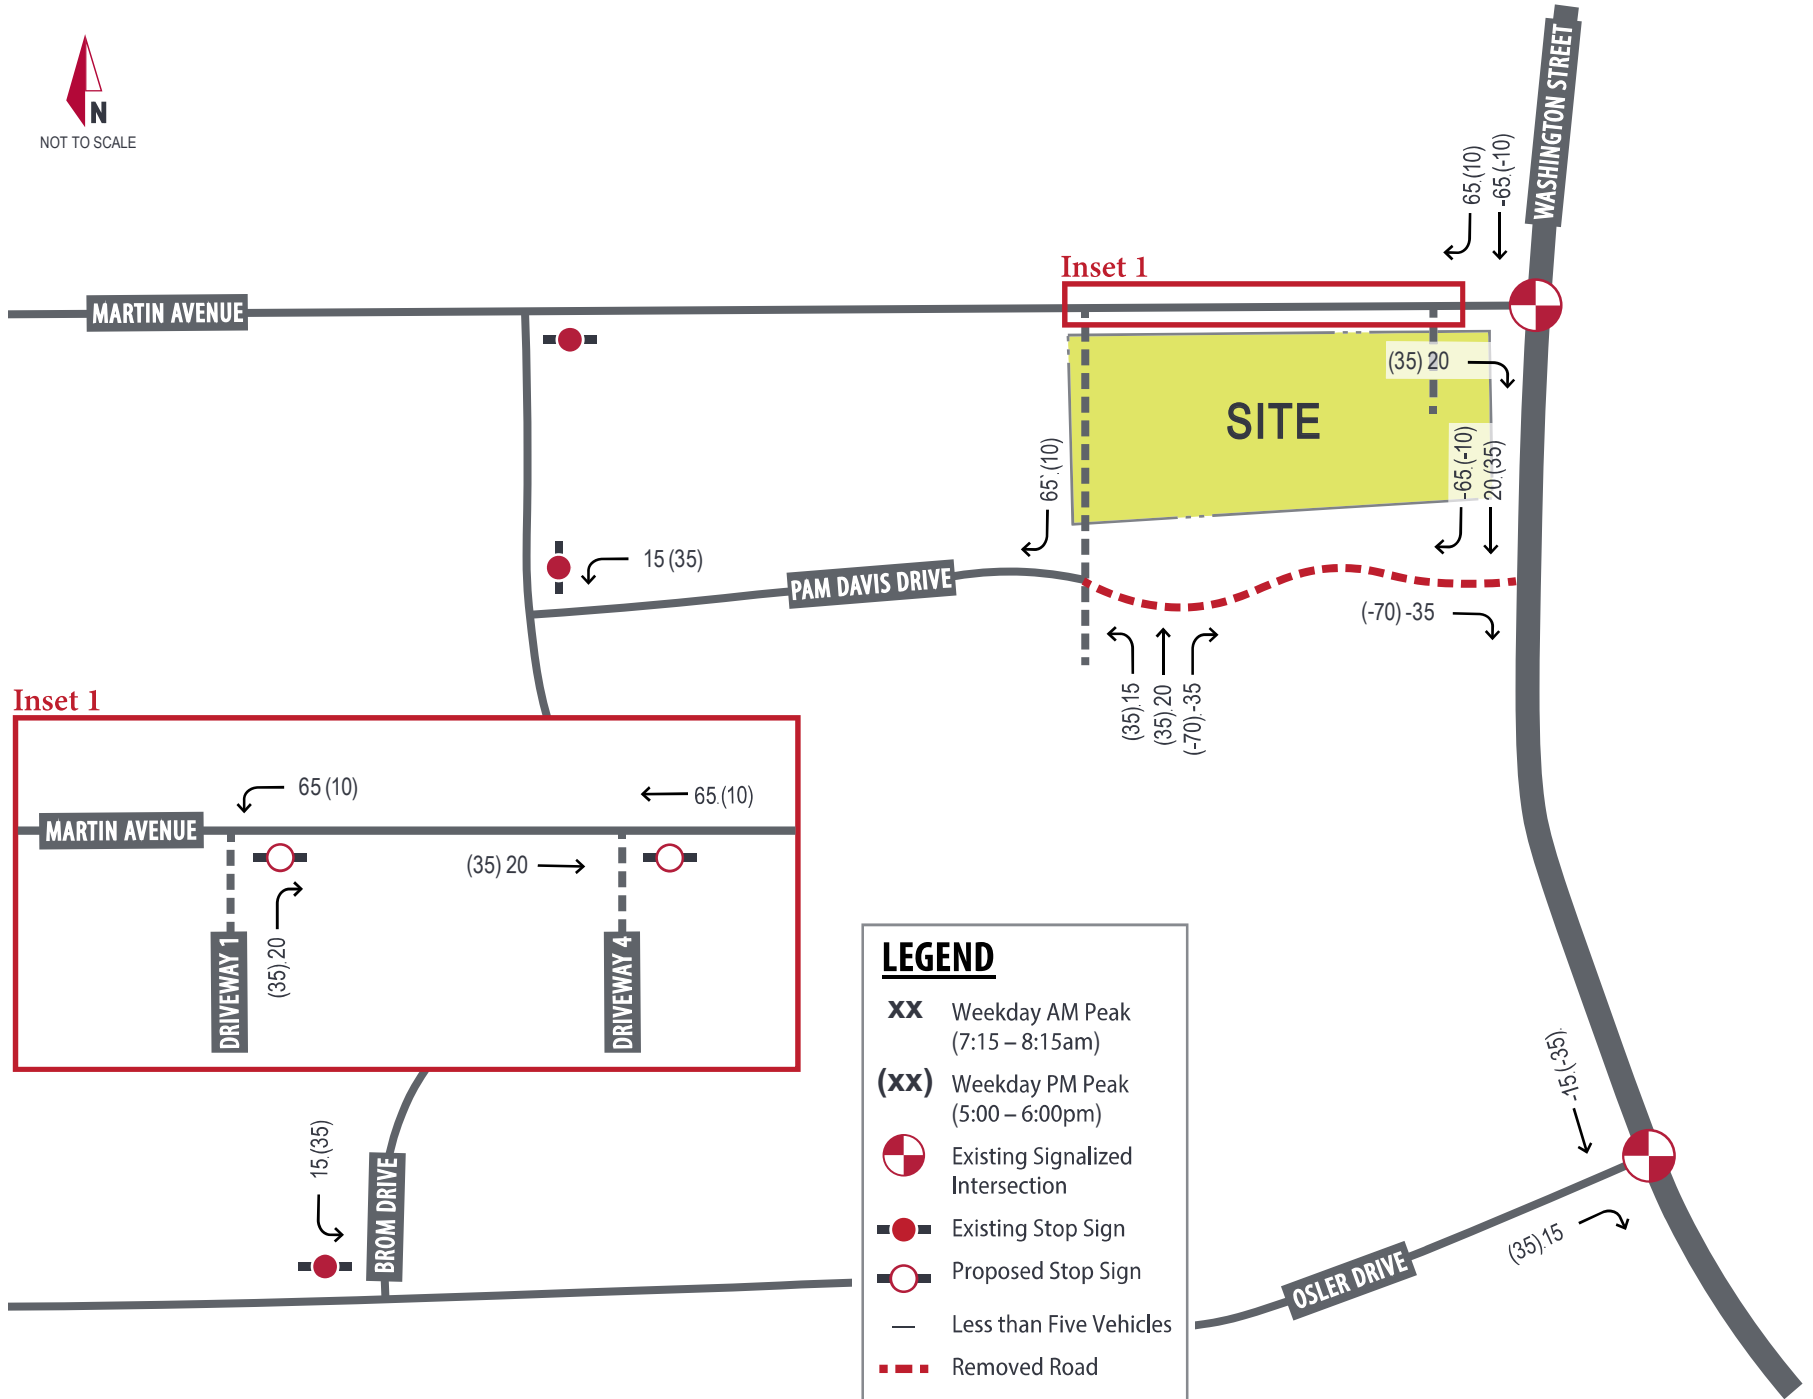 N
NOT TO SCALE
WASHINGTON STREET
65 (10)
-65 (-10)
Inset 1
MARTIN AVENUE
(35) 20
SITE
65 (10)
-65 (-10)
20 (35)
15 (35)
PAM DAVIS DRIVE
(-70) -35
(35) 15
(35) 20
(-70) -35
Inset 1
65 (10)
65 (10)
MARTIN AVENUE
(35) 20
(35) 20
DRIVEWAY 1
DRIVEWAY 4
LEGEND
xx Weekday AM Peak
(7:15 – 8:15am)
(xx) Weekday PM Peak
(5:00 – 6:00pm)
Existing Signalized
Intersection
Existing Stop Sign
Proposed Stop Sign
— Less than Five Vehicles
Removed Road
-15 (-35)
15 (35)
BROM DRIVE
(35) 15
OSLER DRIVE